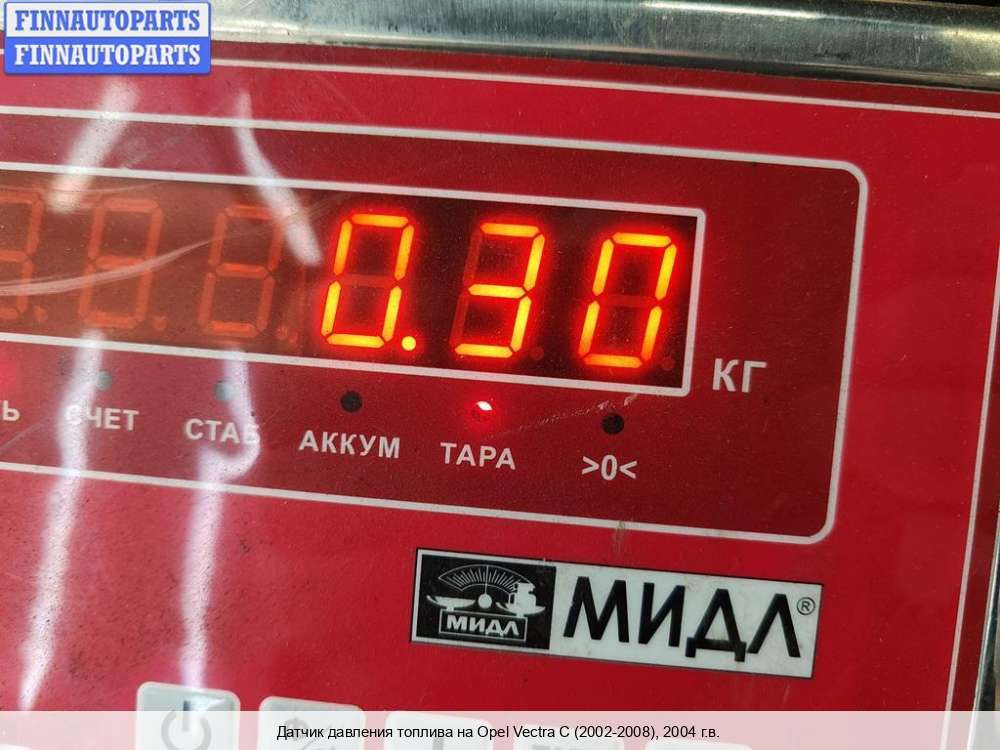 FINNAUTOPARTS
FINNAUTOPARTS
0.30
КГ
СЧЕТ
СТАБ
АККУМ
ТАРА
>0<
МИДЛ
МИДЛ®
Датчик давления топлива на Opel Vectra C (2002-2008), 2004 г.в.